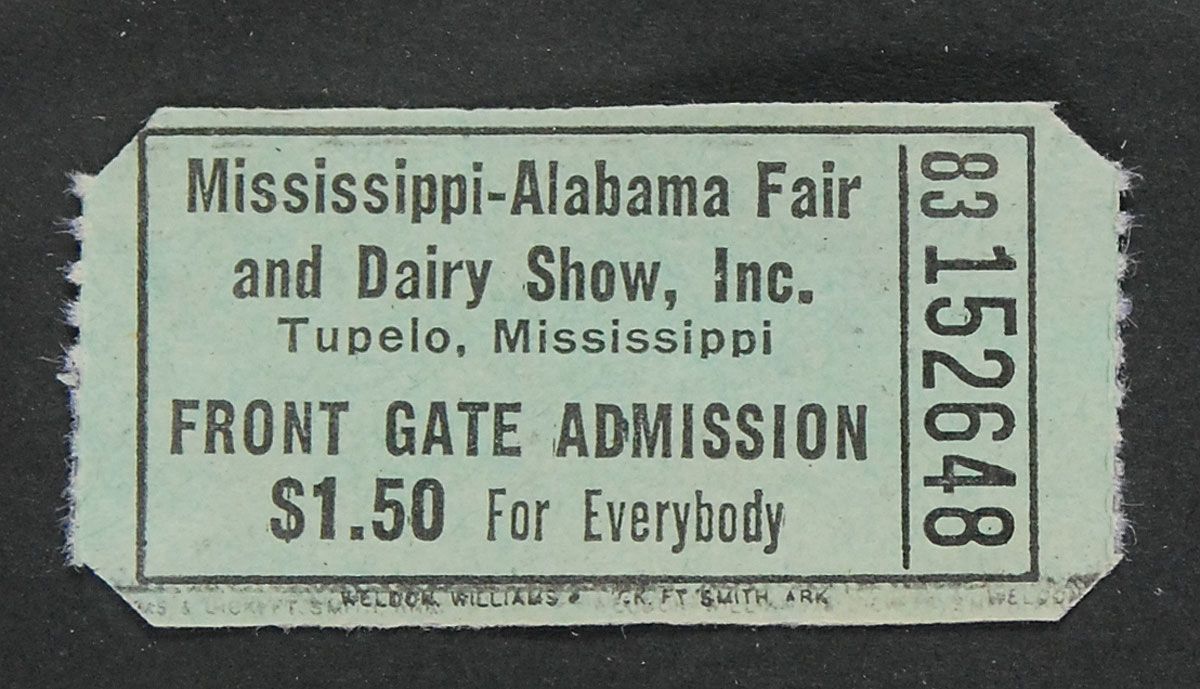 Mississippi-Alabama Fair
and Dairy Show, Inc.
Tupelo, Mississippi
FRONT GATE ADMISSION
$1.50 For Everybody
83 152648
WELDON, WILLIAMS & LICK FT SMITH ARK